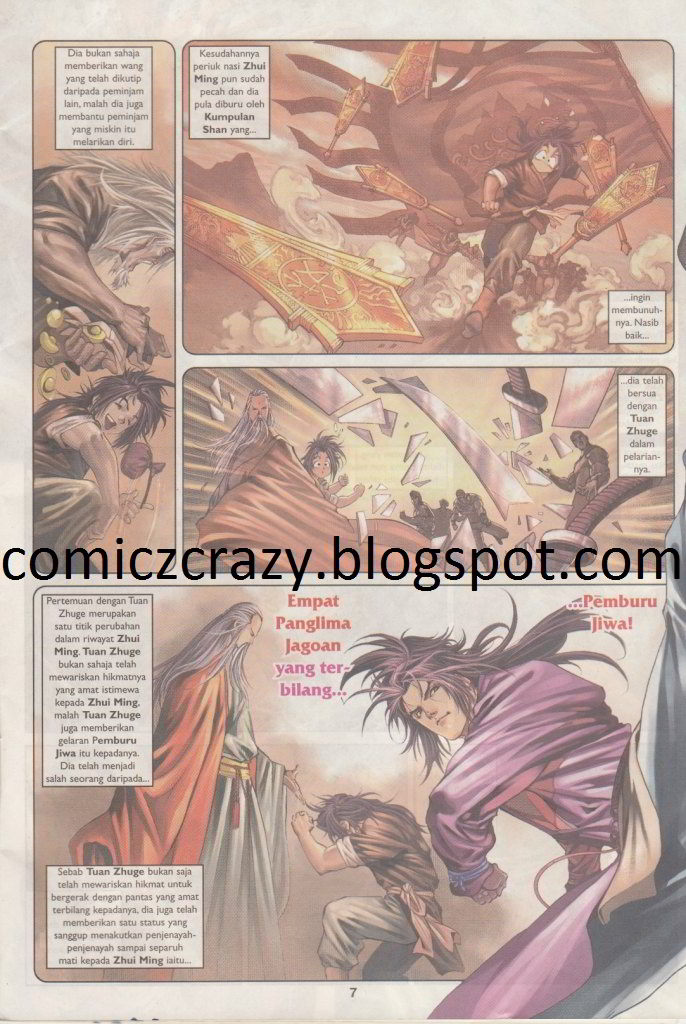 Dia bukan sahaja
memberikan wang
yang telah dikutip
daripada peminjam
lain, malah dia juga
membantu peminjam
yang miskin itu
melarikan diri.
Kesudahannya
periuk nasi Zhui
Ming pun sudah
pecah dan dia
pula diburu oleh
Kumpulan
Shan yang...
...ingin
membunuh-
nya. Nasib
baik...
...dia telah
bersua
dengan
Tuan
Zhuge
dalam
pelarian-
nya.
comiczcrazy.blogspot.com
Pertemuan dengan Tuan
Zhuge merupakan
satu titik perubahan
dalam riwayat Zhui
Ming. Tuan Zhuge
bukan sahaja telah
mewariskan hikmatnya
yang amat istimewa
kepada Zhui Ming,
malah Tuan Zhuge
juga memberikan
gelaran Pemburu
Jiwa itu kepadanya.
Dia telah menjadi
salah seorang daripada...
Empat
Panglima
Jagoan
yang ter-
bilang...
...Pemburu
Jiwa!
Sebab Tuan Zhuge bukan saja
telah mewariskan hikmat untuk
bergerak dengan pantas yang amat
terbilang kepadanya, dia juga telah
memberikan satu status yang
sanggup menakutkan penjenayah-
penjenayah sampai separuh
mati kepada Zhui Ming iaitu...
7